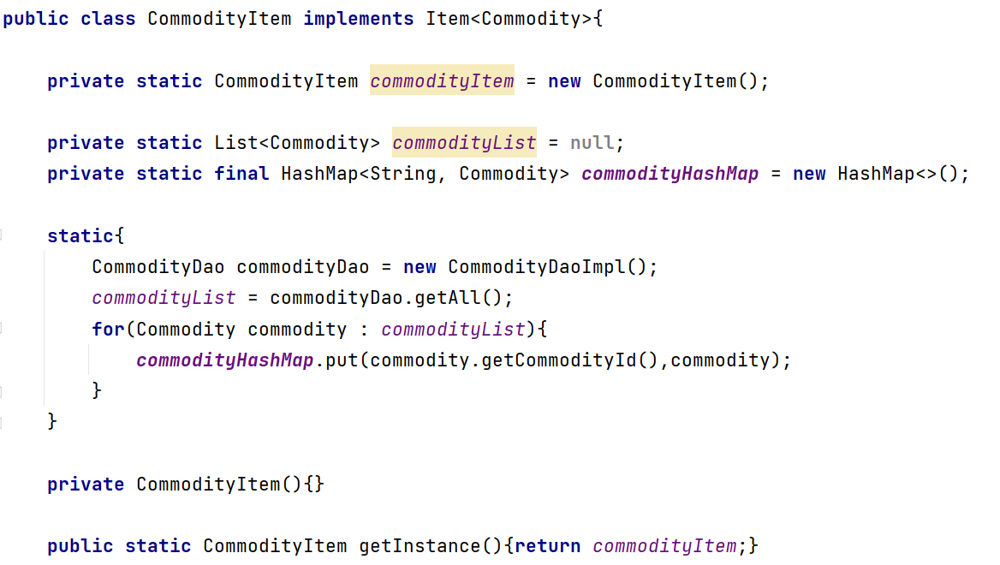 public class CommodityItem implements Item<Commodity>{
    private static CommodityItem commodityItem = new CommodityItem();
    private static List<Commodity> commodityList = null;
    private static final HashMap<String, Commodity> commodityHashMap = new HashMap<>();
    static{
        CommodityDao commodityDao = new CommodityDaoImpl();
        commodityList = commodityDao.getAll();
        for(Commodity commodity : commodityList){
            commodityHashMap.put(commodity.getCommodityId(),commodity);
        }
    }
    private CommodityItem(){}
    public static CommodityItem getInstance(){return commodityItem;}